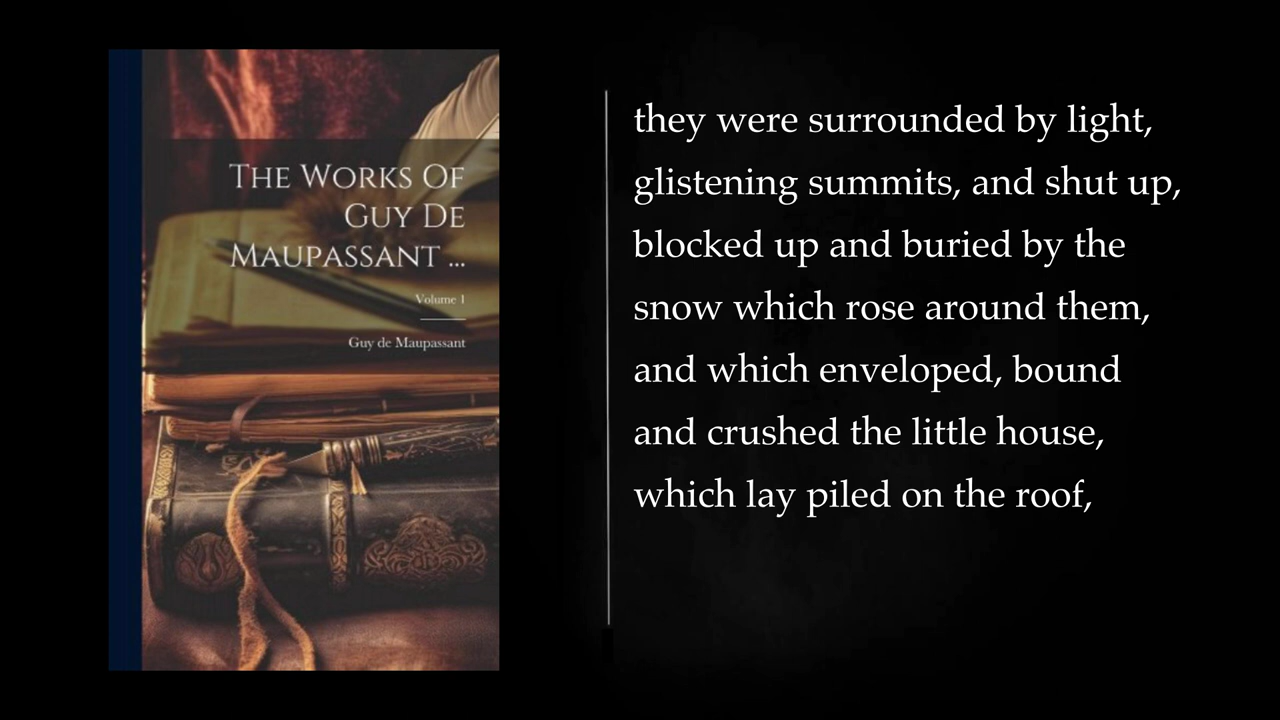 The Works Of
Guy De
Maupassant ...
Volume 1
Guy de Maupassant
they were surrounded by light,
glistening summits, and shut up,
blocked up and buried by the
snow which rose around them,
and which enveloped, bound
and crushed the little house,
which lay piled on the roof,